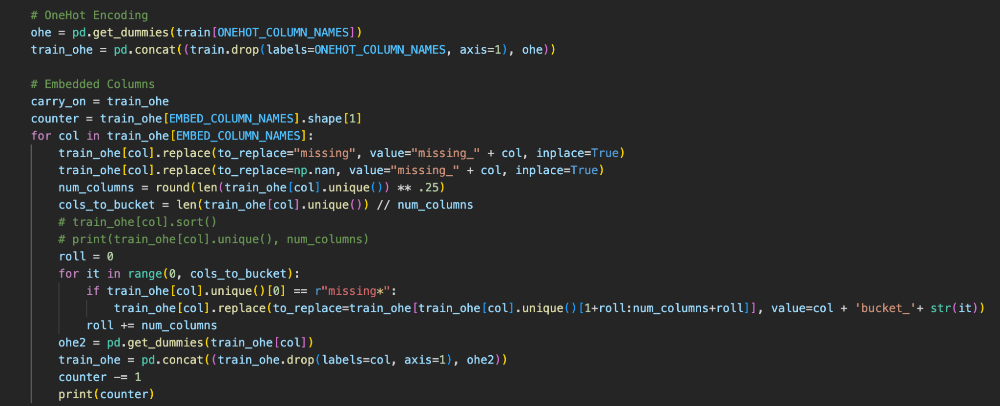 # OneHot Encoding
ohe = pd.get_dummies(train[ONEHOT_COLUMN_NAMES])
train_ohe = pd.concat((train.drop(labels=ONEHOT_COLUMN_NAMES, axis=1), ohe))

# Embedded Columns
carry_on = train_ohe
counter = train_ohe[EMBED_COLUMN_NAMES].shape[1]
for col in train_ohe[EMBED_COLUMN_NAMES]:
    train_ohe[col].replace(to_replace="missing", value="missing_" + col, inplace=True)
    train_ohe[col].replace(to_replace=np.nan, value="missing_" + col, inplace=True)
    num_columns = round(len(train_ohe[col].unique()) ** .25)
    cols_to_bucket = len(train_ohe[col].unique()) // num_columns
    # train_ohe[col].sort()
    # print(train_ohe[col].unique(), num_columns)
    roll = 0
    for it in range(0, cols_to_bucket):
        if train_ohe[col].unique()[0] == r"missing*":
            train_ohe[col].replace(to_replace=train_ohe[train_ohe[col].unique()[1+roll:num_columns+roll]], value=col + 'bucket_'+ str(it))
        roll += num_columns
    ohe2 = pd.get_dummies(train_ohe[col])
    train_ohe = pd.concat((train_ohe.drop(labels=col, axis=1), ohe2))
    counter -= 1
    print(counter)